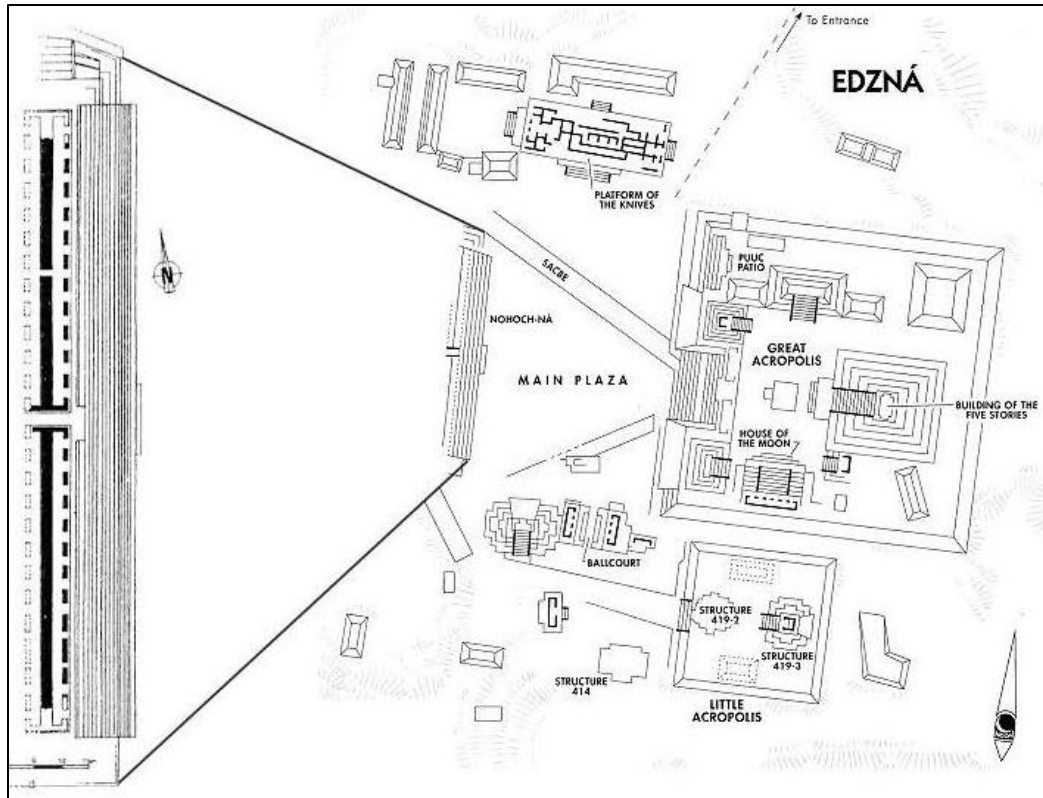 To Entrance
EDZNÁ
PLATFORM OF
THE KNIVES
SACBE
PUUC
PATIO
N
NOHOCH-NÁ
MAIN PLAZA
GREAT
ACROPOLIS
BUILDING OF THE
FIVE STORIES
HOUSE OF
THE MOON
BALLCOURT
STRUCTURE
419-2
STRUCTURE
419-3
STRUCTURE
414
LITTLE
ACROPOLIS